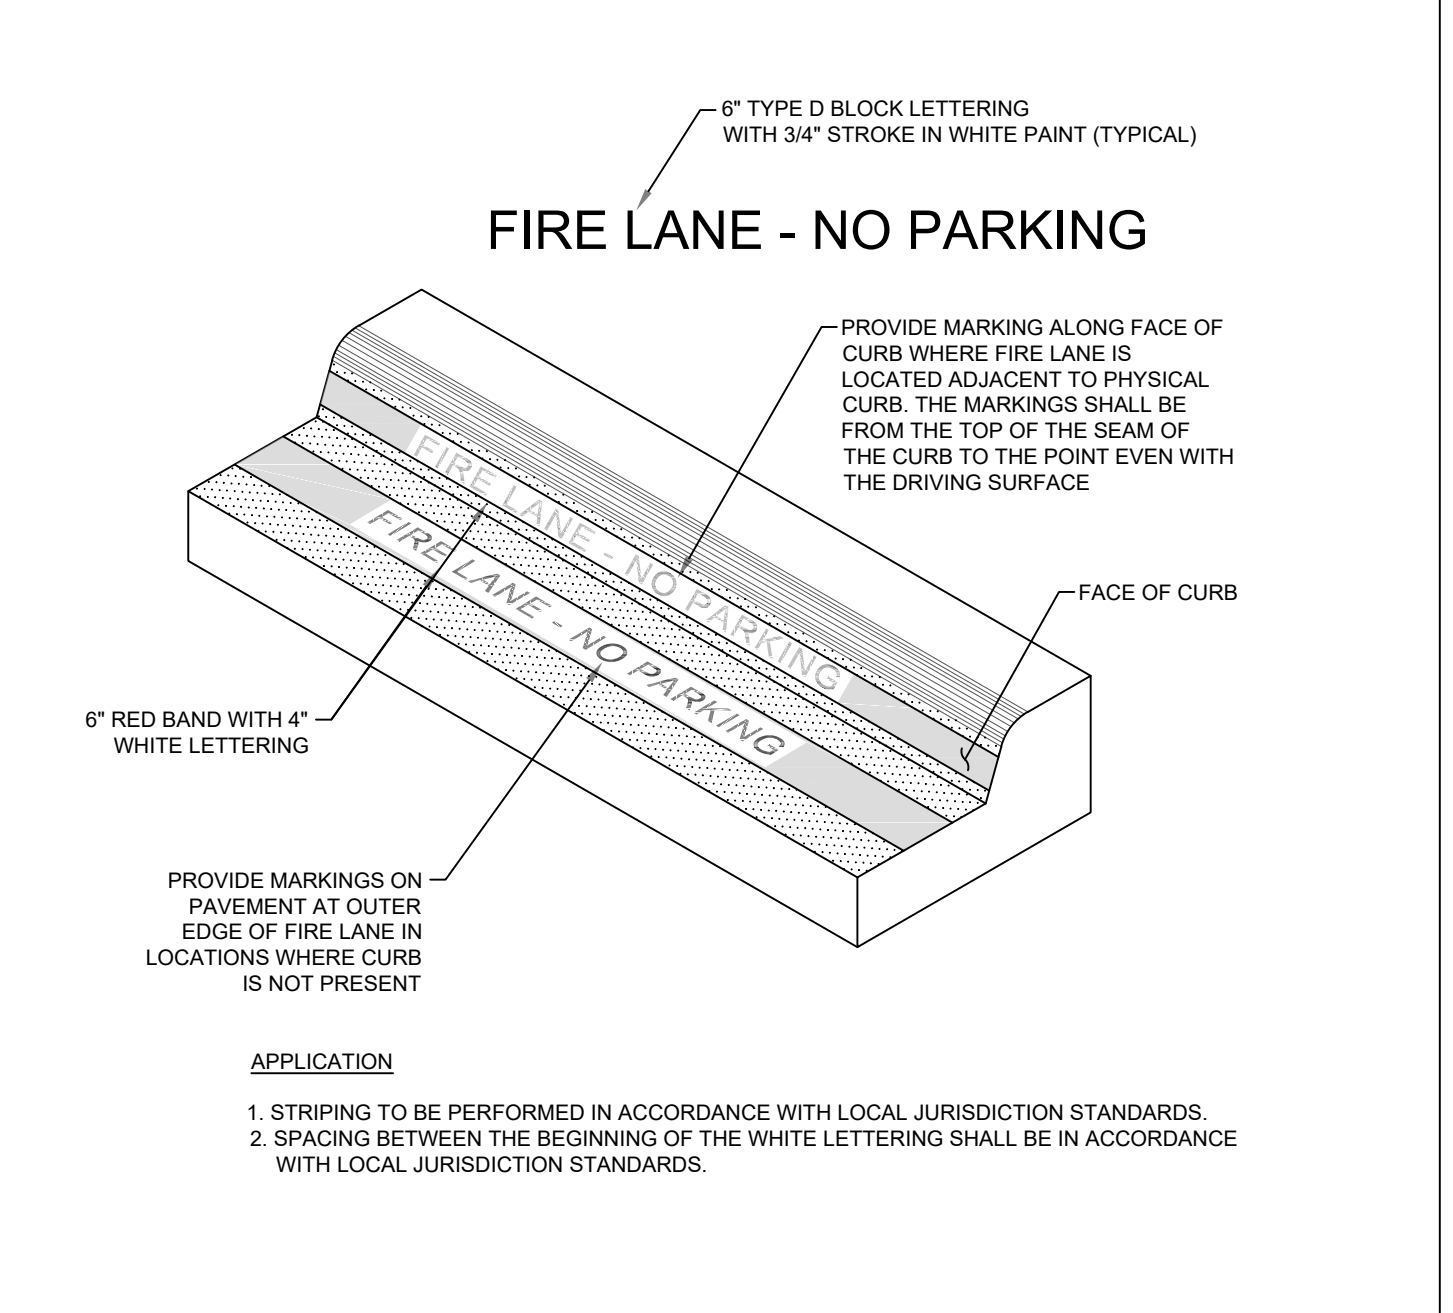 6" TYPE D BLOCK LETTERING
WITH 3/4" STROKE IN WHITE PAINT (TYPICAL)
FIRE LANE - NO PARKING
PROVIDE MARKING ALONG FACE OF
CURB WHERE FIRE LANE IS
LOCATED ADJACENT TO PHYSICAL
CURB. THE MARKINGS SHALL BE
FROM THE TOP OF THE SEAM OF
THE CURB TO THE POINT EVEN WITH
THE DRIVING SURFACE
FIRE LANE - NO PARKING
FIRE LANE - NO PARKING
FACE OF CURB
6" RED BAND WITH 4"
WHITE LETTERING
PROVIDE MARKINGS ON
PAVEMENT AT OUTER
EDGE OF FIRE LANE IN
LOCATIONS WHERE CURB
IS NOT PRESENT
APPLICATION
1. STRIPING TO BE PERFORMED IN ACCORDANCE WITH LOCAL JURISDICTION STANDARDS.
2. SPACING BETWEEN THE BEGINNING OF THE WHITE LETTERING SHALL BE IN ACCORDANCE
WITH LOCAL JURISDICTION STANDARDS.